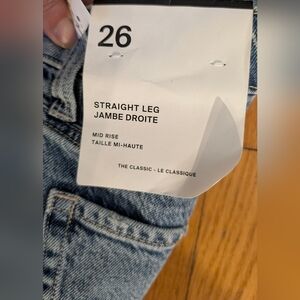 26
STRAIGHT LEG
JAMBE DROITE
MID RISE
TAILLE MI-HAUTE
THE CLASSIC - LE CLASSIQUE